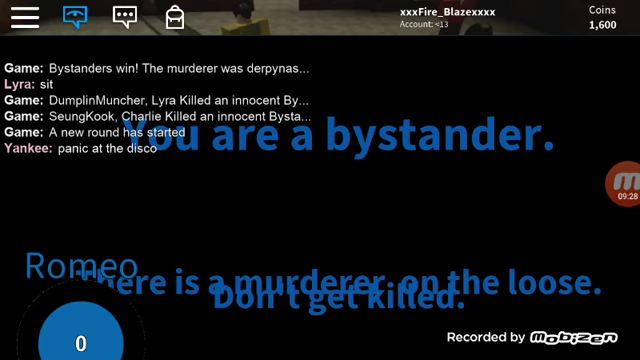 xxxFire_Blazexxxx
Account: <13
Coins
1,600
Game: Bystanders win! The murderer was derpynas...
Lyra: sit
Game: DumplinMuncher, Lyra Killed an innocent By...
Game: SeungKook, Charlie Killed an innocent Bysta...
Game: A new round has started
Yankee: panic at the disco
You are a bystander.
09:28
Romeo
There is a murderer on the loose.
Don't get killed.
0
Recorded by mobizen